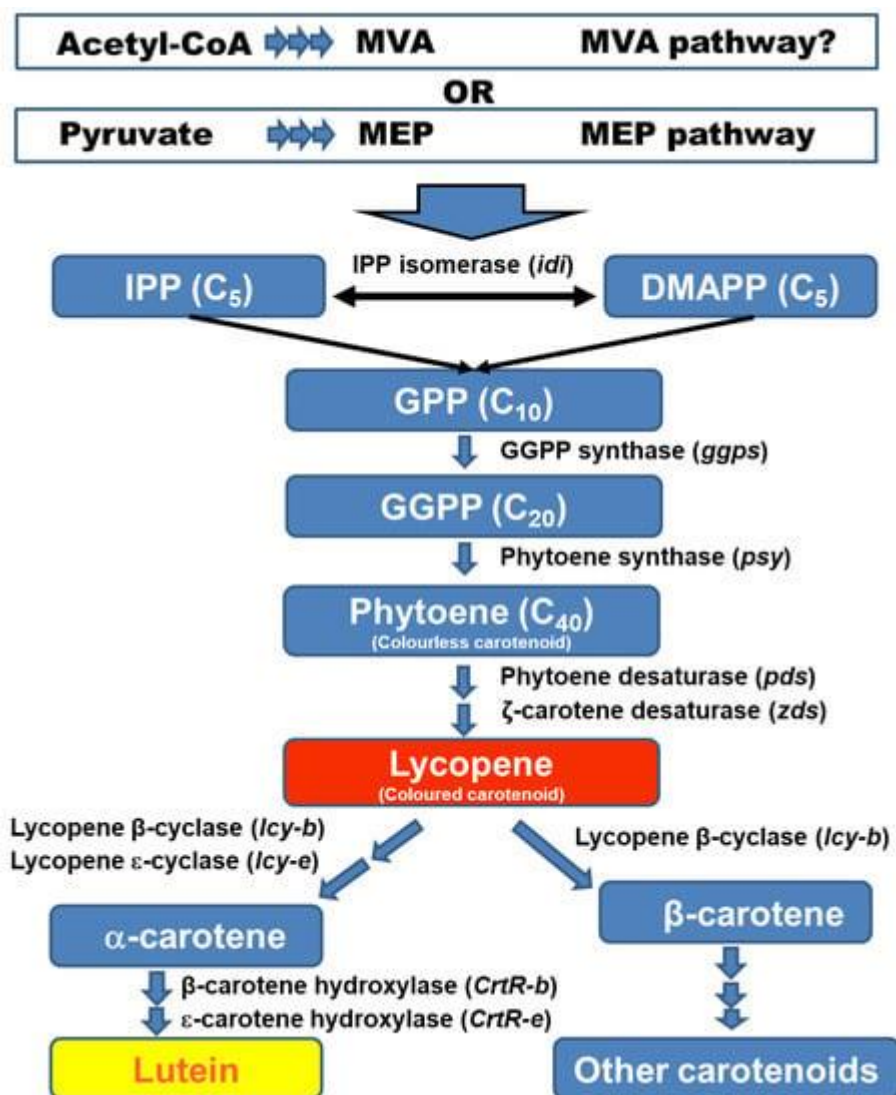 Acetyl-CoA MVA MVA pathway?
OR
Pyruvate MEP MEP pathway
IPP isomerase (idi)
IPP (C5) DMAPP (C5)
GPP (C10)
GGPP synthase (ggps)
GGPP (C20)
Phytoene synthase (psy)
Phytoene (C40)
(Colourless carotenoid)
Phytoene desaturase (pds)
ζ-carotene desaturase (zds)
Lycopene
(Coloured carotenoid)
Lycopene β-cyclase (lcy-b)
Lycopene ε-cyclase (lcy-e)
Lycopene β-cyclase (lcy-b)
α-carotene
β-carotene
β-carotene hydroxylase (CrtR-b)
ε-carotene hydroxylase (CrtR-e)
Lutein
Other carotenoids